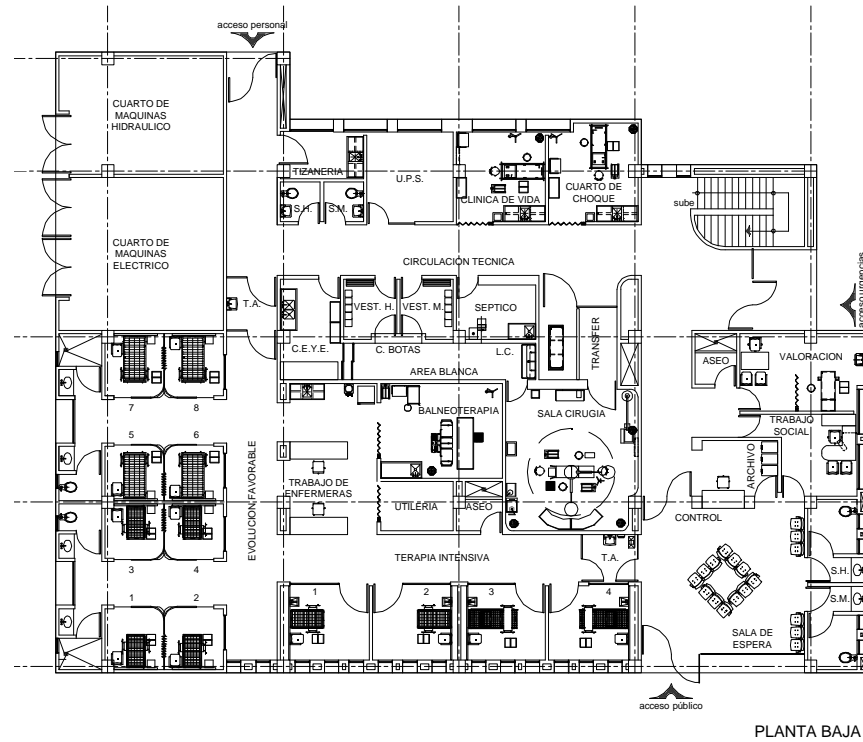 acceso personal
CUARTO DE
MAQUINAS
HIDRAULICO
TIZANERIA
U.P.S.
S.H.
S.M.
CLINICA DE VIDA
CUARTO DE
CHOQUE
sube
CUARTO DE
MAQUINAS
ELECTRICO
CIRCULACION TECNICA
acceso urgencias
T.A.
VEST. H.
VEST. M.
SEPTICO
TRANSFER
C.E.Y.E.
C. BOTAS
L.C.
AREA BLANCA
ASEO
VALORACION
7
8
BALNEOTERAPIA
SALA CIRUGIA
TRABAJO
SOCIAL
5
6
EVOLUCION FAVORABLE
TRABAJO DE
ENFERMERAS
UTILERIA
ASEO
ARCHIVO
CONTROL
3
4
TERAPIA INTENSIVA
T.A.
S.H.
S.M.
1
2
1
2
3
4
SALA DE
ESPERA
acceso público
PLANTA BAJA